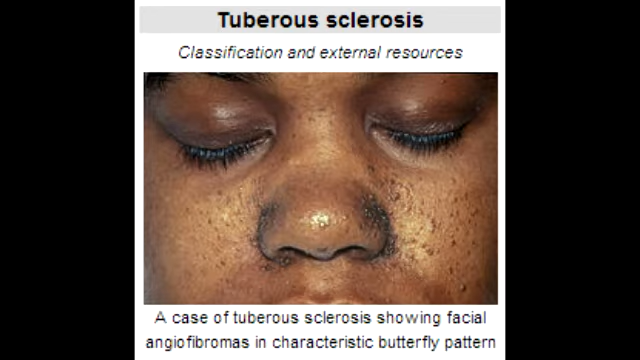 Tuberous sclerosis
Classification and external resources
A case of tuberous sclerosis showing facial
angiofibromas in characteristic butterfly pattern